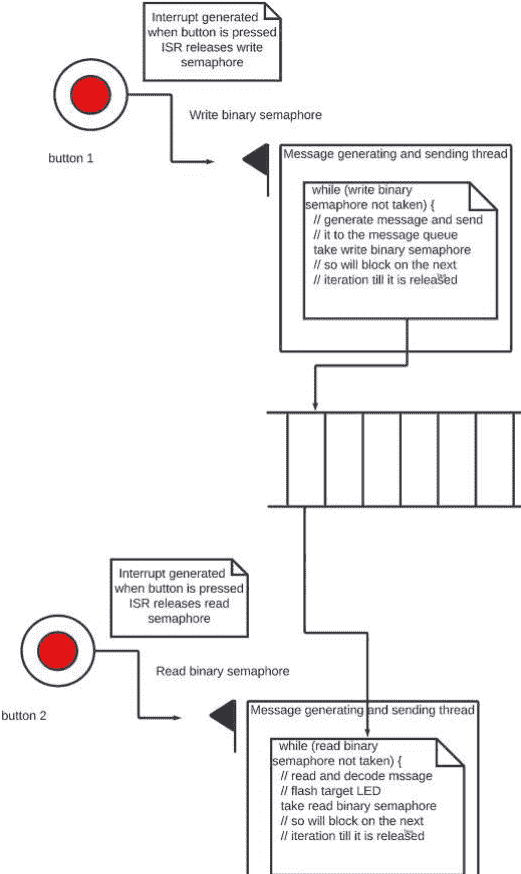 Interrupt generated
when button is pressed
ISR releases write
semaphore
Write binary semaphore
button 1
Message generating and sending thread
while (write binary
semaphore not taken) {
// generate message and send
// it to the message queue
take write binary semaphore
// so will block on the next
// iteration till it is released
Interrupt generated
when button is pressed
ISR releases read
semaphore
Read binary semaphore
button 2
Message generating and sending thread
while (read binary
semaphore not taken) {
// read and decode mssage
// flash target LED
take read binary semaphore
// so will block on the next
// iteration till it is released